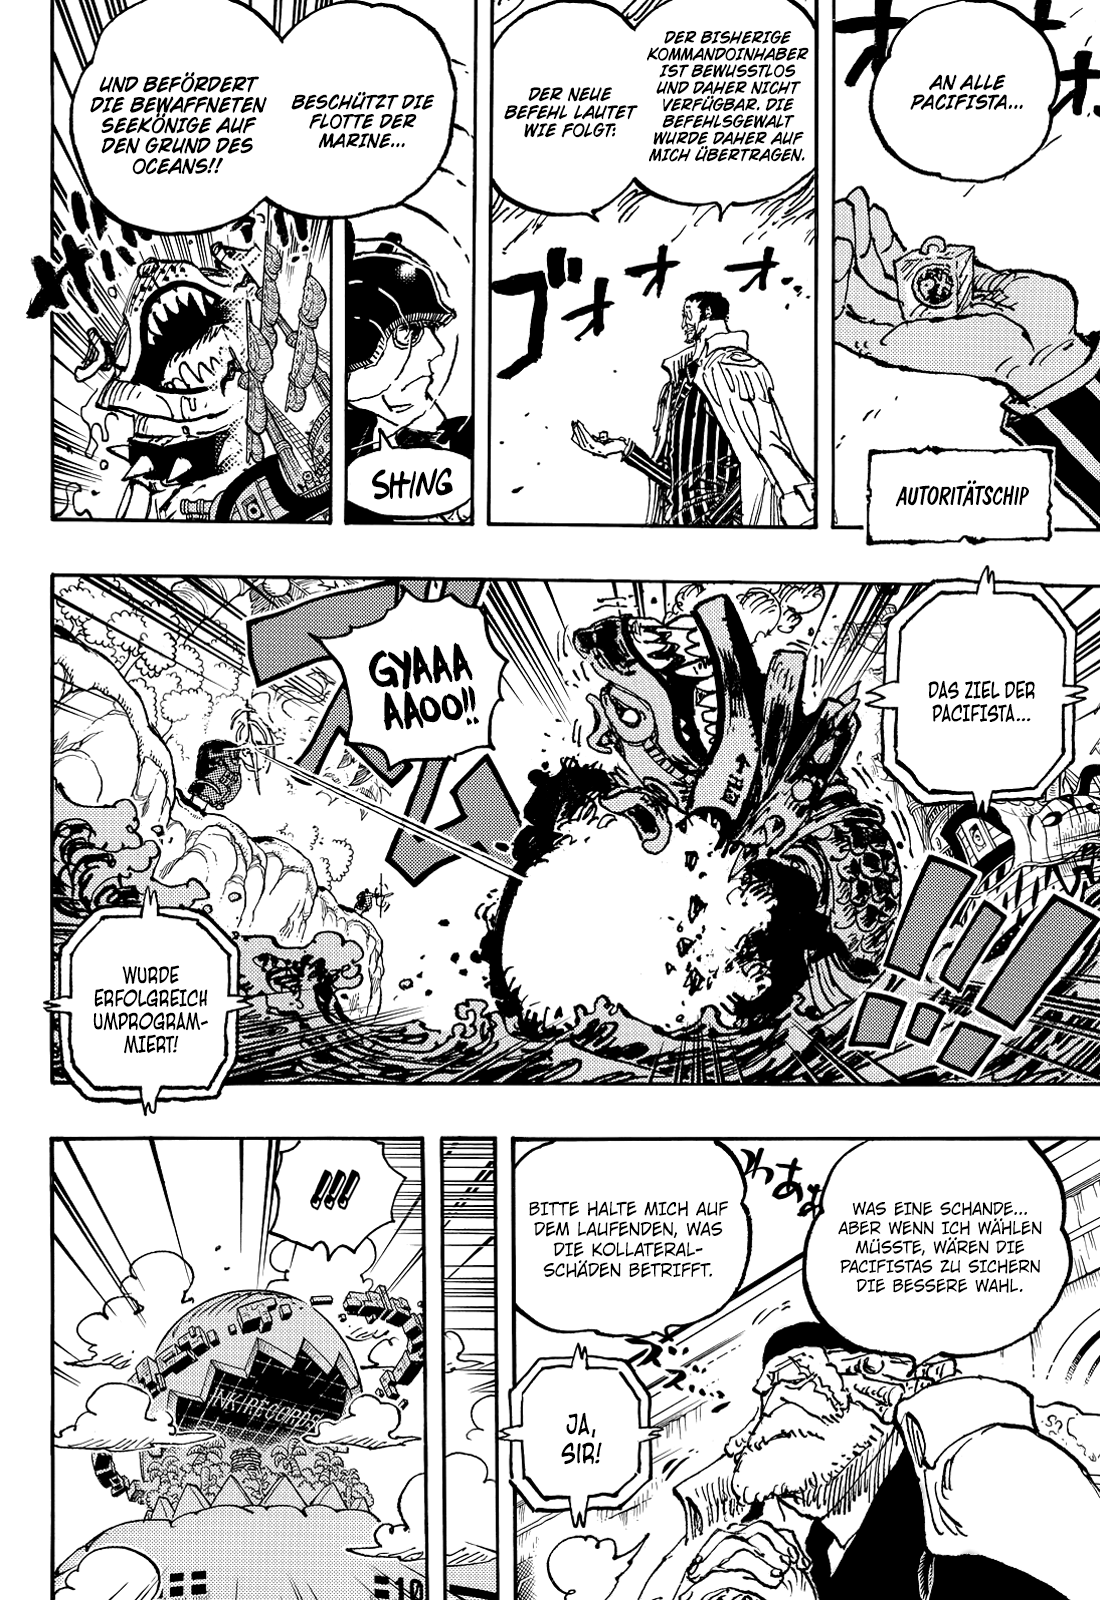 AN ALLE
PACIFISTA...
AUTORITÄTSCHIP
DER BISHERIGE
KOMMANDOINHABER
IST BEWUSSTLOS
UND DAHER NICHT
VERFÜGBAR. DIE
BEFEHLSGEWALT
WURDE DAHER AUF
MICH ÜBERTRAGEN.
DER NEUE
BEFEHL LAUTET
WIE FOLGT:
ゴォォォ
BESCHÜTZT DIE
FLOTTE DER
MARINE...
SHING
UND BEFÖRDERT
DIE BEWAFFNETEN
SEEKÖNIGE AUF
DEN GRUND DES
OCEANS!!
DAS ZIEL DER
PACIFISTA...
GYAAA
AAOO!!
!!!
WURDE
ERFOLGREICH
UMPROGRAM-
MIERT!
WAS EINE SCHANDE...
ABER WENN ICH WÄHLEN
MÜSSTE, WÄREN DIE
PACIFISTAS ZU SICHERN
DIE BESSERE WAHL.
BITTE HALTE MICH AUF
DEM LAUFENDEN, WAS
DIE KOLLATERAL-
SCHÄDEN BETRIFFT.
JA,
SIR!
!!!